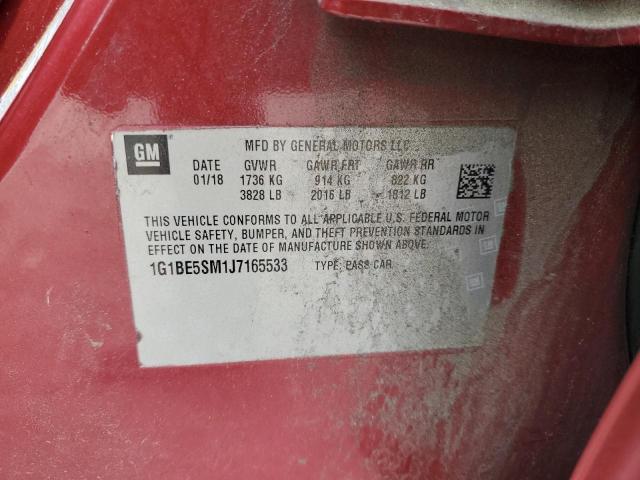 GM
MFD BY GENERAL MOTORS LLC
DATE GVWR GAWR FRT GAWR RR
01/18 1736 KG 914 KG 822 KG
3828 LB 2016 LB 1812 LB
THIS VEHICLE CONFORMS TO ALL APPLICABLE U.S. FEDERAL MOTOR
VEHICLE SAFETY, BUMPER, AND THEFT PREVENTION STANDARDS IN
EFFECT ON THE DATE OF MANUFACTURE SHOWN ABOVE.
1G1BE5SM1J7165533 TYPE: PASS CAR